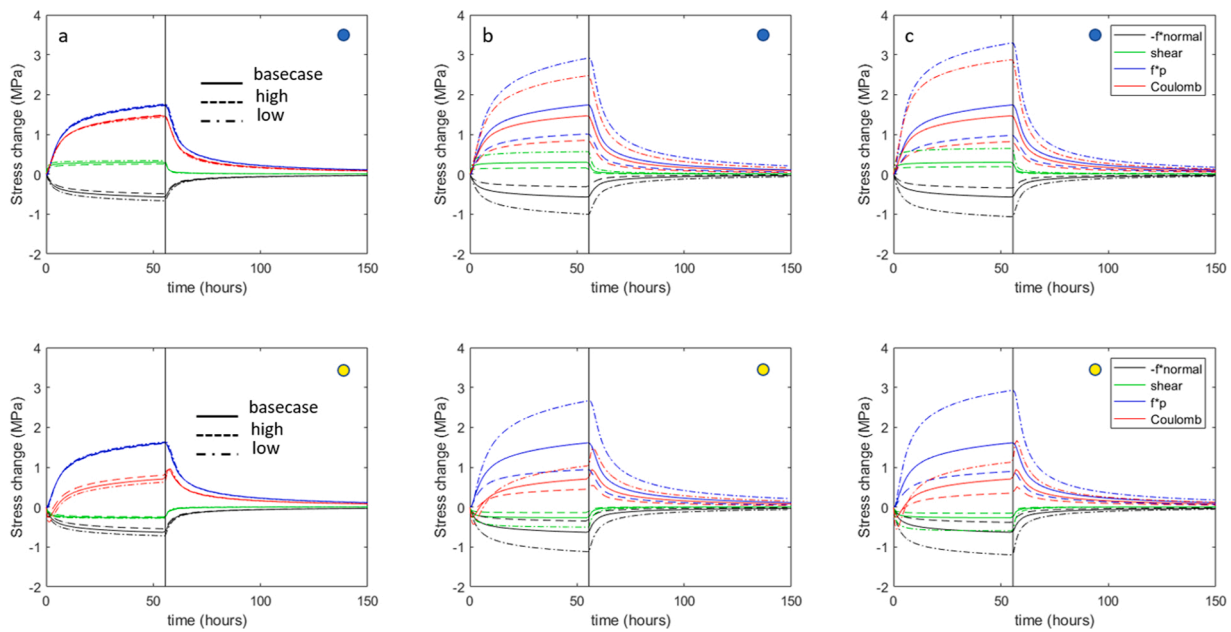 a
basecase
high
low
Stress change (MPa)
4
3
2
1
0
-1
-2
0 50 100 150
time (hours)
b
Stress change (MPa)
4
3
2
1
0
-1
-2
0 50 100 150
time (hours)
c
-f*normal
shear
f*p
Coulomb
Stress change (MPa)
4
3
2
1
0
-1
-2
0 50 100 150
time (hours)
basecase
high
low
Stress change (MPa)
4
3
2
1
0
-1
-2
0 50 100 150
time (hours)
Stress change (MPa)
4
3
2
1
0
-1
-2
0 50 100 150
time (hours)
-f*normal
shear
f*p
Coulomb
Stress change (MPa)
4
3
2
1
0
-1
-2
0 50 100 150
time (hours)